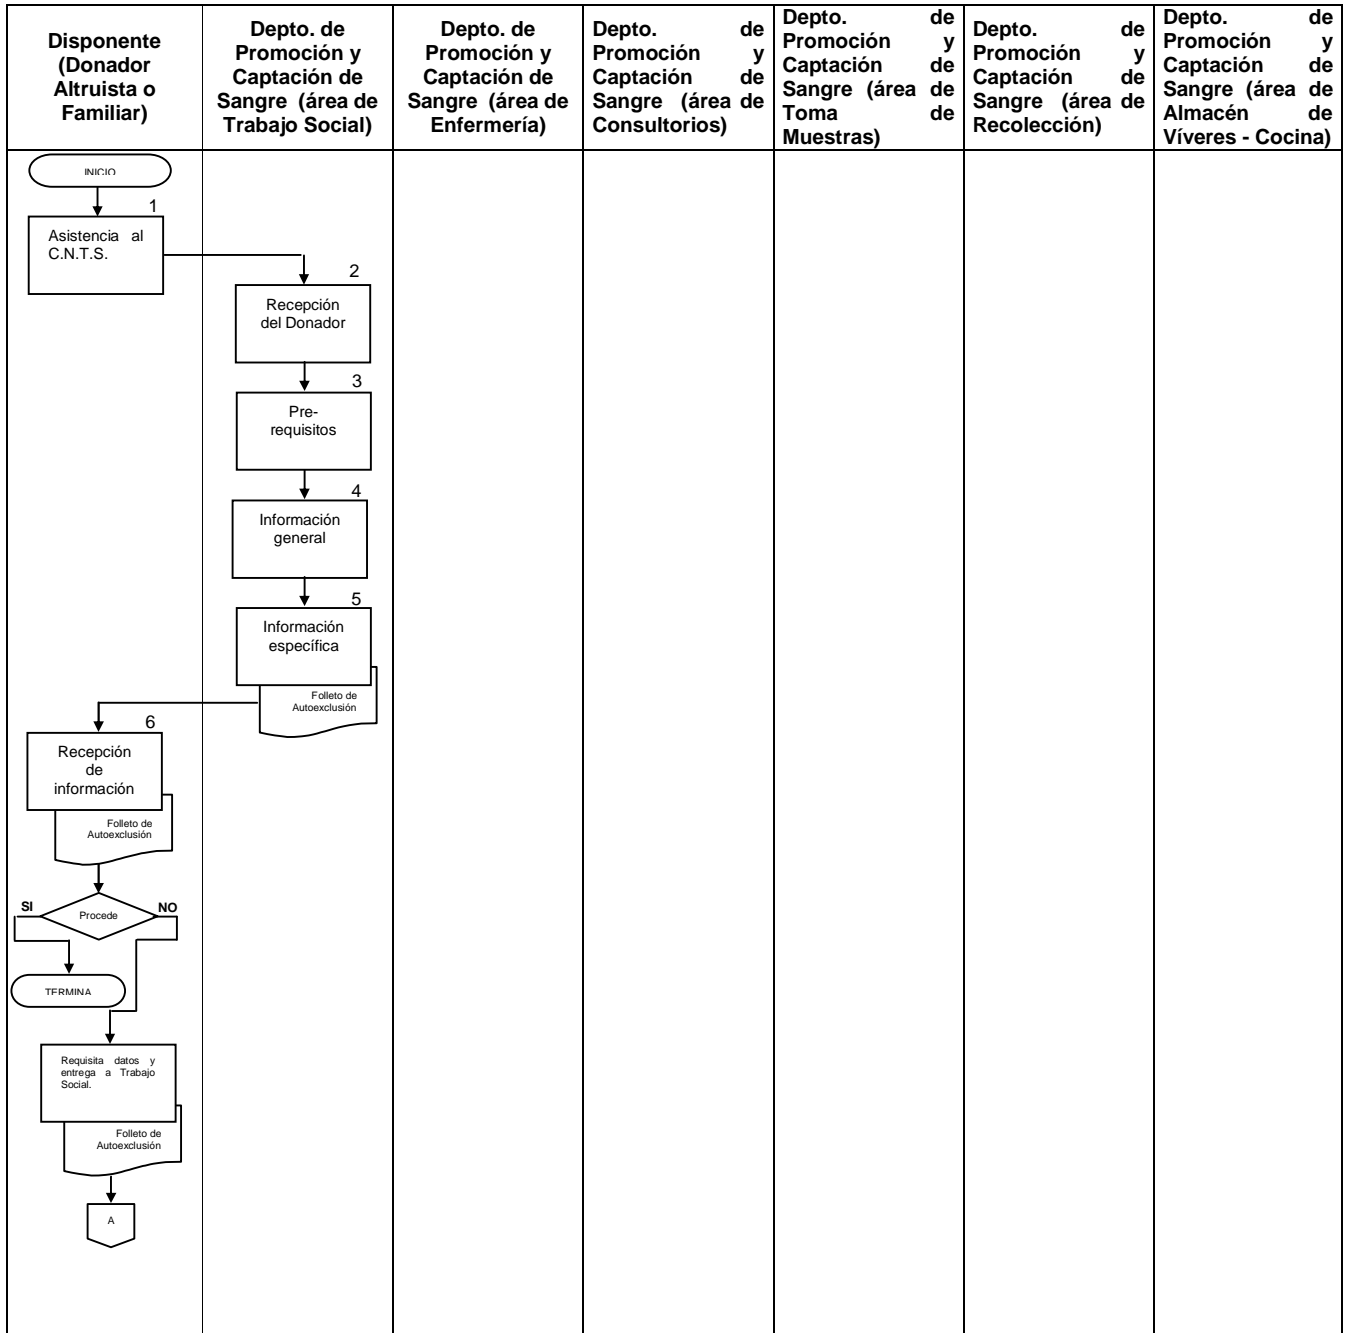 Disponente
(Donador
Altruista o
Familiar)
Depto. de
Promoción y
Captación de
Sangre (área de
Trabajo Social)
Depto. de
Promoción y
Captación de
Sangre (área de
Enfermería)
Depto. de
Promoción y
Captación de
Sangre (área de
Consultorios)
Depto. de
Promoción y
Captación de
Sangre (área de
Toma de
Muestras)
Depto. de
Promoción y
Captación de
Sangre (área de
Recolección)
Depto. de
Promoción y
Captación de
Sangre (área de
Almacén de
Víveres - Cocina)
INICIO
1
Asistencia al
C.N.T.S.
2
Recepción
del Donador
3
Pre-
requisitos
4
Información
general
5
Información
específica
Folleto de
Autoexclusión
6
Recepción
de
información
Folleto de
Autoexclusión
SI
Procede
NO
TERMINA
Requisita datos y
entrega a Trabajo
Social.
Folleto de
Autoexclusión
A